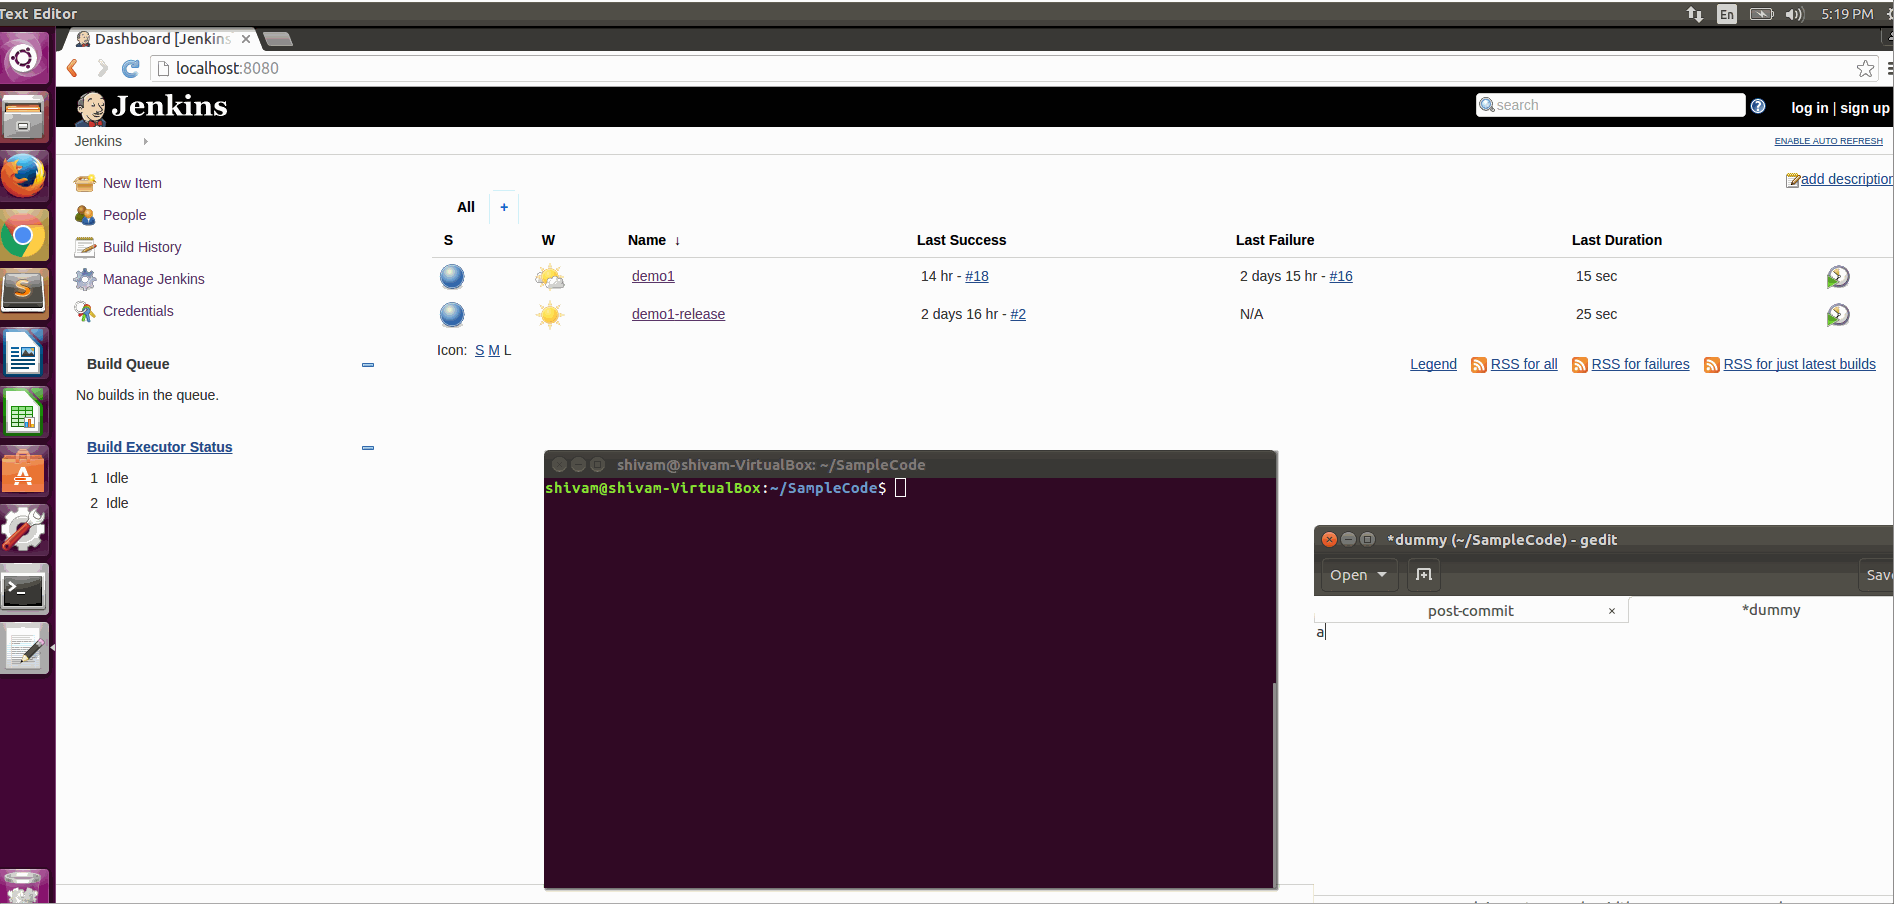 Text Editor
En
5:19 PM
Dashboard [Jenkins
localhost:8080
Jenkins
search
log in | sign up
Jenkins
ENABLE AUTO REFRESH
New Item
People
Build History
Manage Jenkins
Credentials
add description
All +
S W Name ↓ Last Success Last Failure Last Duration
demo1 14 hr - #18 2 days 15 hr - #16 15 sec
demo1-release 2 days 16 hr - #2 N/A 25 sec
Icon: S M L
Legend RSS for all RSS for failures RSS for just latest builds
Build Queue
No builds in the queue.
Build Executor Status
1 Idle
2 Idle
shivam@shivam-VirtualBox: ~/SampleCode
shivam@shivam-VirtualBox:~/SampleCode$
*dummy (~/SampleCode) - gedit
Open
Save
post-commit × *dummy
a